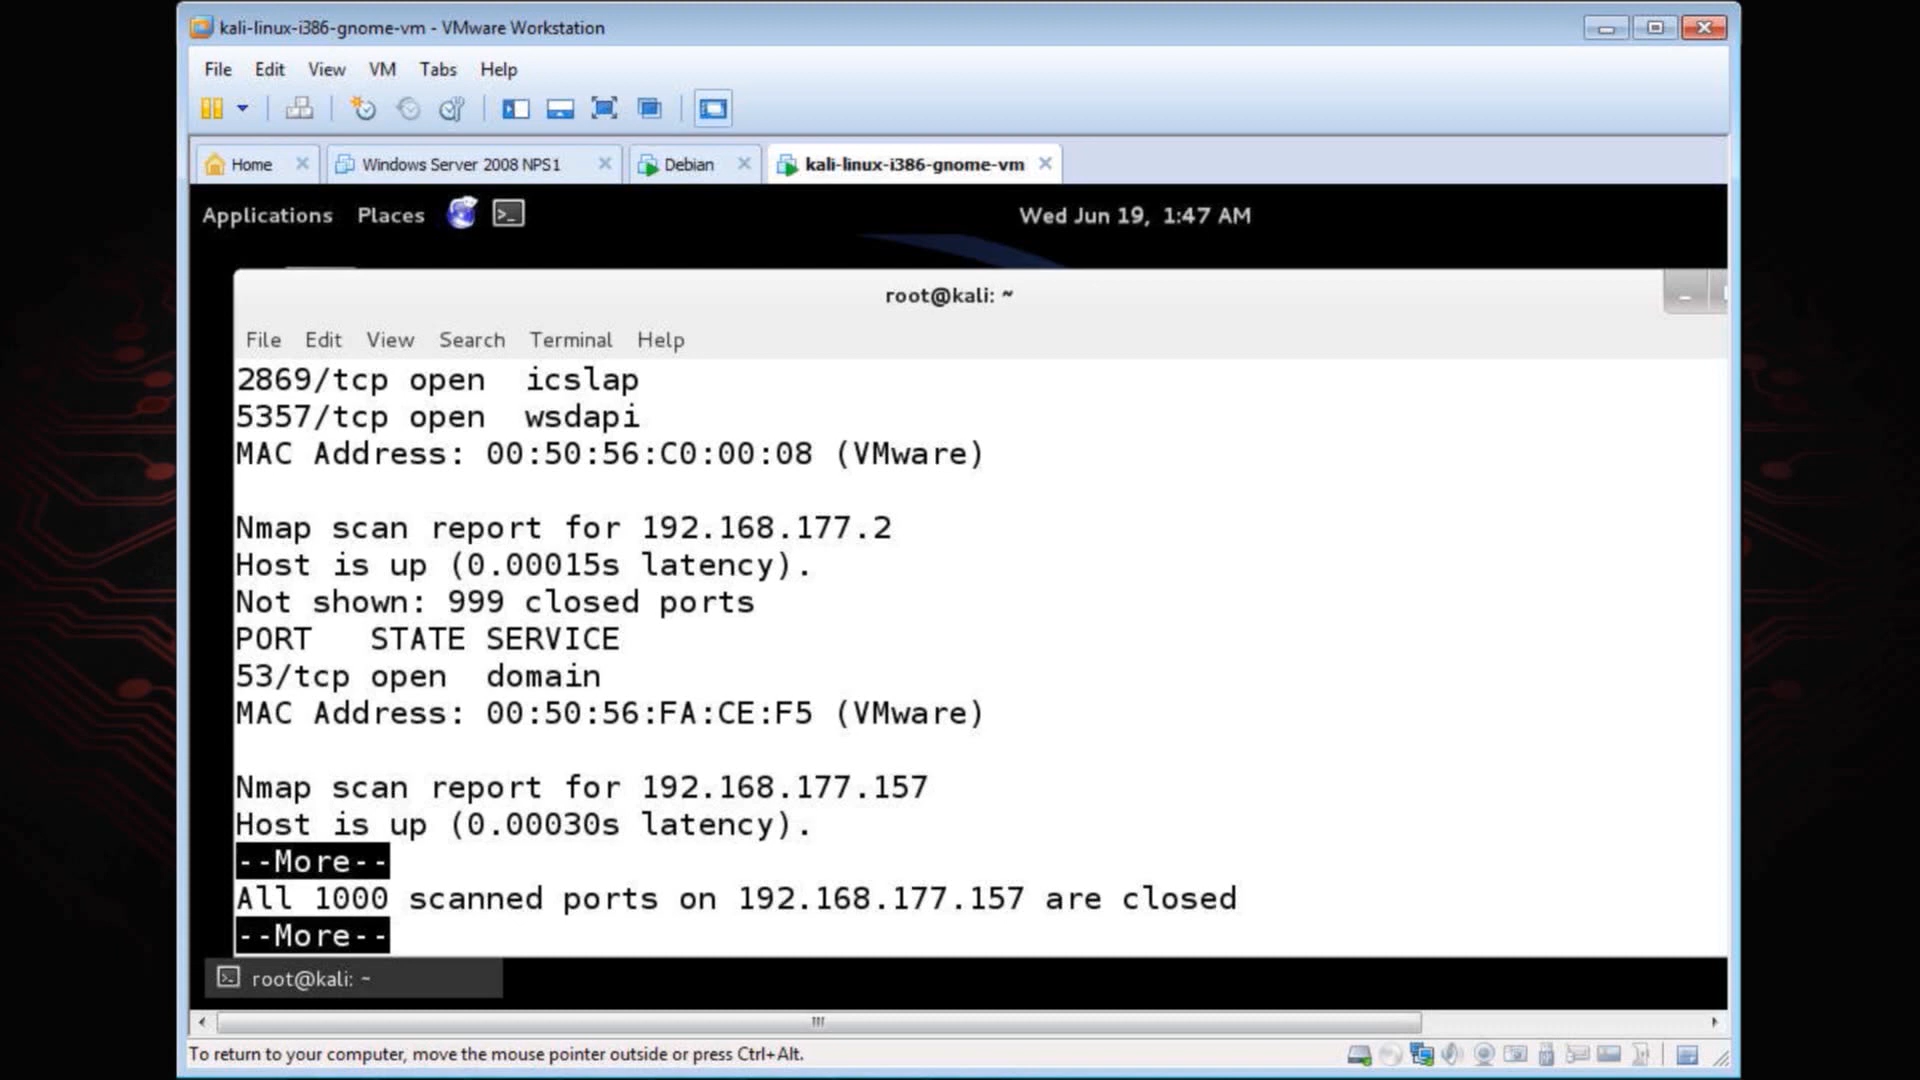 kali-linux-i386-gnome-vm - VMware Workstation
File Edit View VM Tabs Help
Home Windows Server 2008 NPS1 Debian kali-linux-i386-gnome-vm
Applications Places Wed Jun 19, 1:47 AM
root@kali: ~
File Edit View Search Terminal Help
2869/tcp open icslap
5357/tcp open wsdapi
MAC Address: 00:50:56:C0:00:08 (VMware)
Nmap scan report for 192.168.177.2
Host is up (0.00015s latency).
Not shown: 999 closed ports
PORT STATE SERVICE
53/tcp open domain
MAC Address: 00:50:56:FA:CE:F5 (VMware)
Nmap scan report for 192.168.177.157
Host is up (0.00030s latency).
--More--
All 1000 scanned ports on 192.168.177.157 are closed
--More--
root@kali: ~
To return to your computer, move the mouse pointer outside or press Ctrl+Alt.